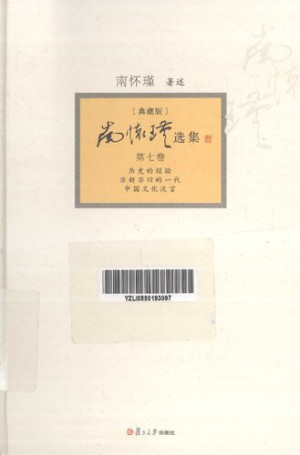 南怀瑾 著述
［典藏版］
南怀瑾选集
第七卷
历史的经验
亦新亦旧的一代
中国文化泛言
YZLI0890193097
复旦大学出版社